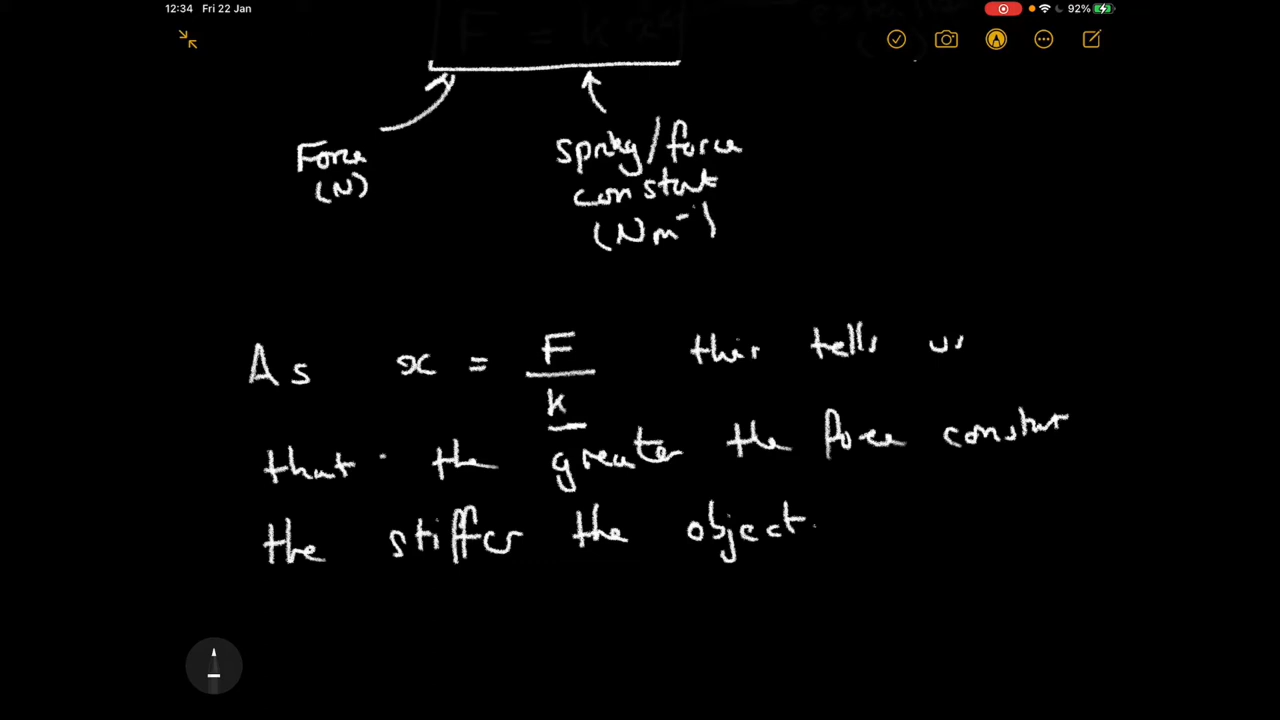 12:34 Fri 22 Jan
92%
F = k x
Force
(N)
spring/force
constant
(Nm⁻¹)
As x = F/k this tells us
that the greater the force constant
the stiffer the object.